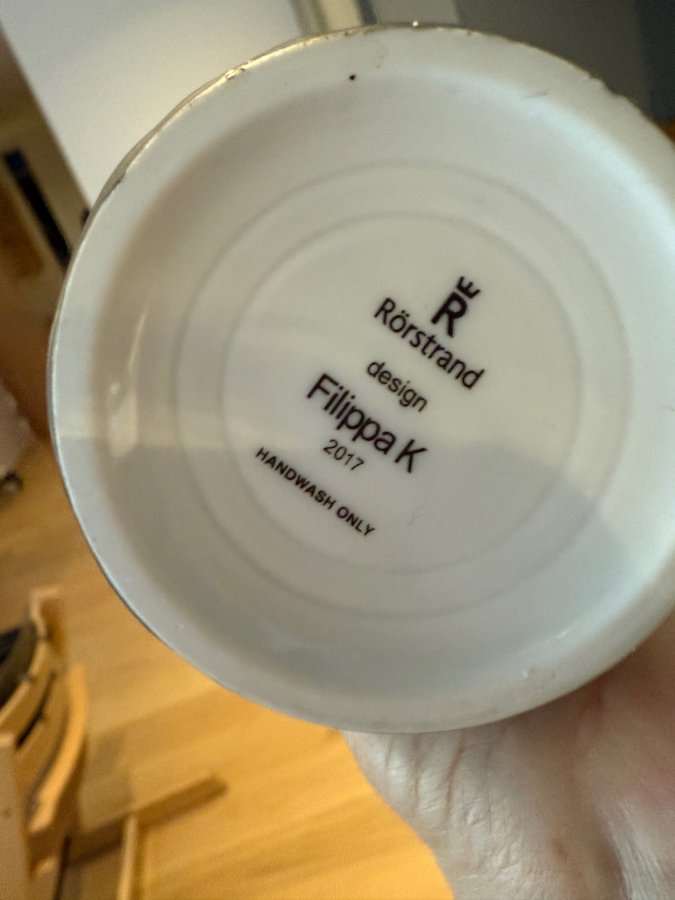 R
Rörstrand
design
Filippa K
2017
HANDWASH ONLY